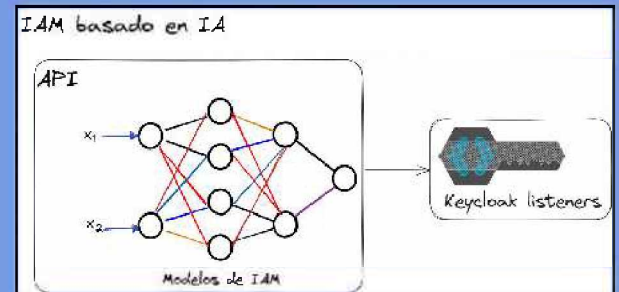 IAM basado en IA
API
x1
x2
Keycloak listeners
Modelos de IAM